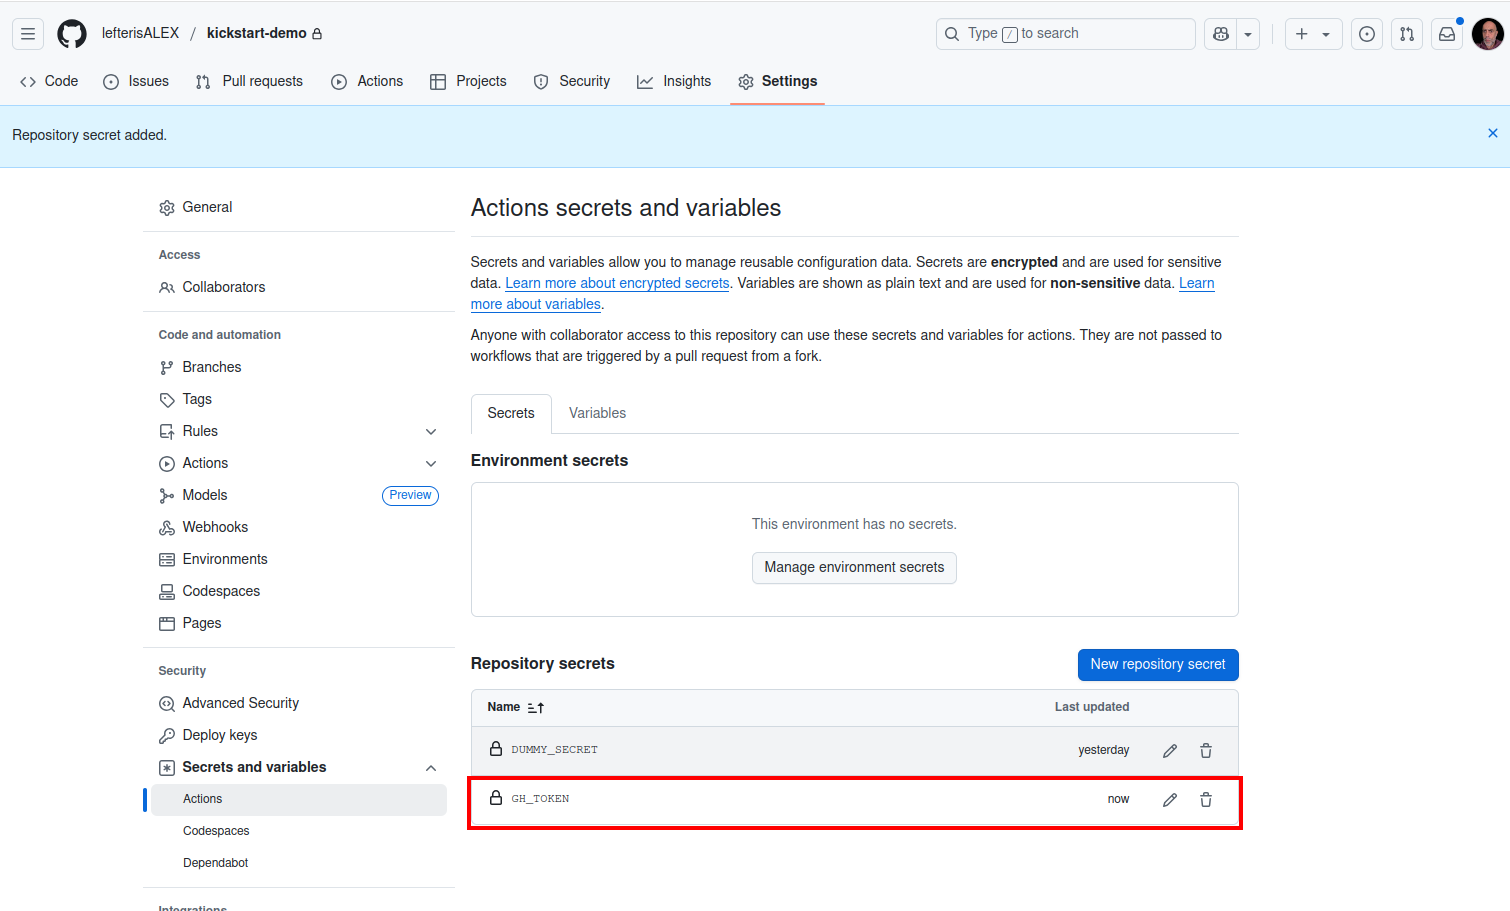 lefterisALEX / kickstart-demo
Type / to search
Code
Issues
Pull requests
Actions
Projects
Security
Insights
Settings
Repository secret added.
General
Access
Collaborators
Code and automation
Branches
Tags
Rules
Actions
Models
Preview
Webhooks
Environments
Codespaces
Pages
Security
Advanced Security
Deploy keys
Secrets and variables
Actions
Codespaces
Dependabot
Integrations
Actions secrets and variables
Secrets and variables allow you to manage reusable configuration data. Secrets are encrypted and are used for sensitive
data. Learn more about encrypted secrets. Variables are shown as plain text and are used for non-sensitive data. Learn
more about variables.
Anyone with collaborator access to this repository can use these secrets and variables for actions. They are not passed to
workflows that are triggered by a pull request from a fork.
Secrets
Variables
Environment secrets
This environment has no secrets.
Manage environment secrets
Repository secrets
New repository secret
Name
Last updated
DUMMY_SECRET
yesterday
GH_TOKEN
now